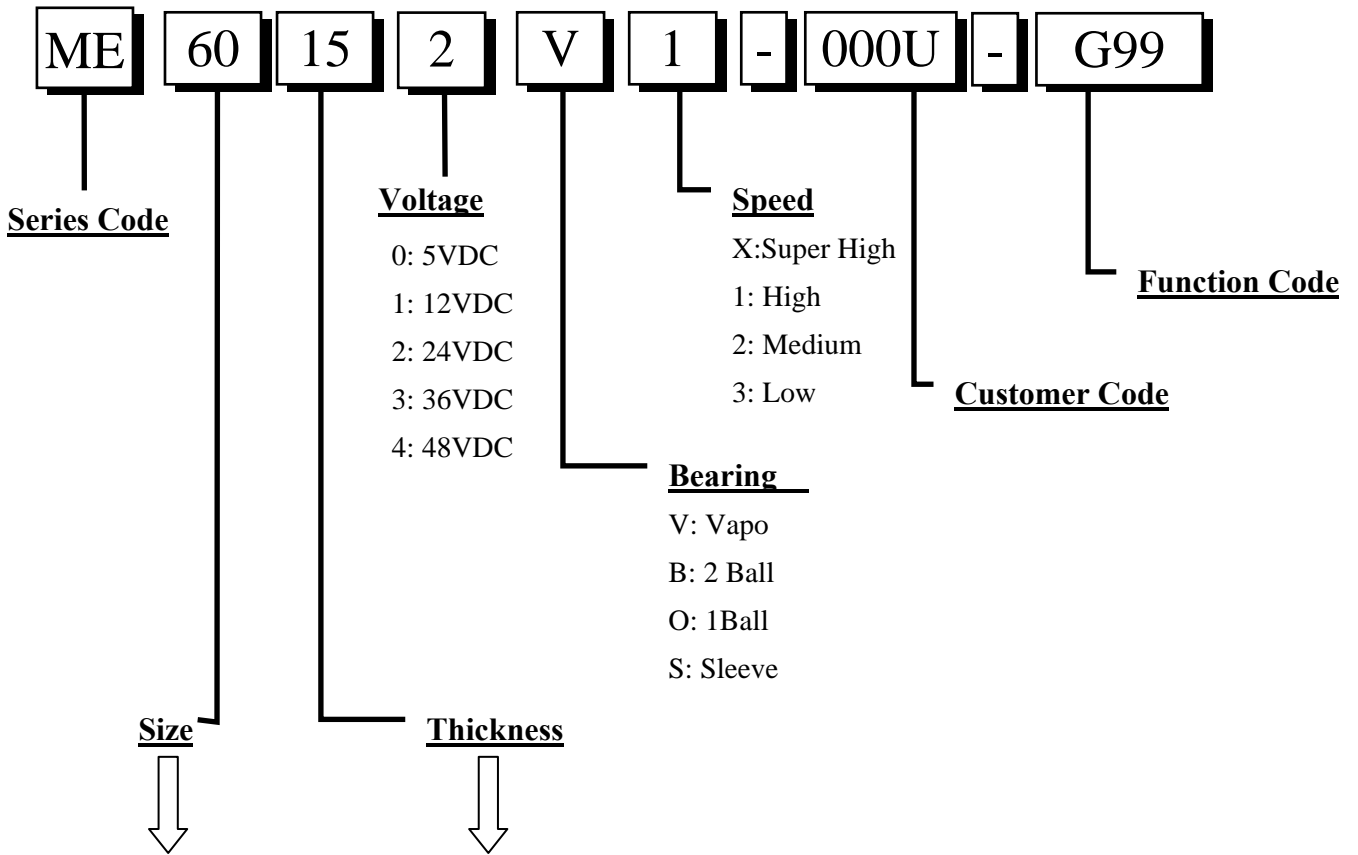 ME 60 15 2 V 1 - 000U - G99
Series Code
Voltage
0: 5VDC
1: 12VDC
2: 24VDC
3: 36VDC
4: 48VDC
Speed
X:Super High
1: High
2: Medium
3: Low
Function Code
Customer Code
Bearing
V: Vapo
B: 2 Ball
O: 1Ball
S: Sleeve
Size
Thickness